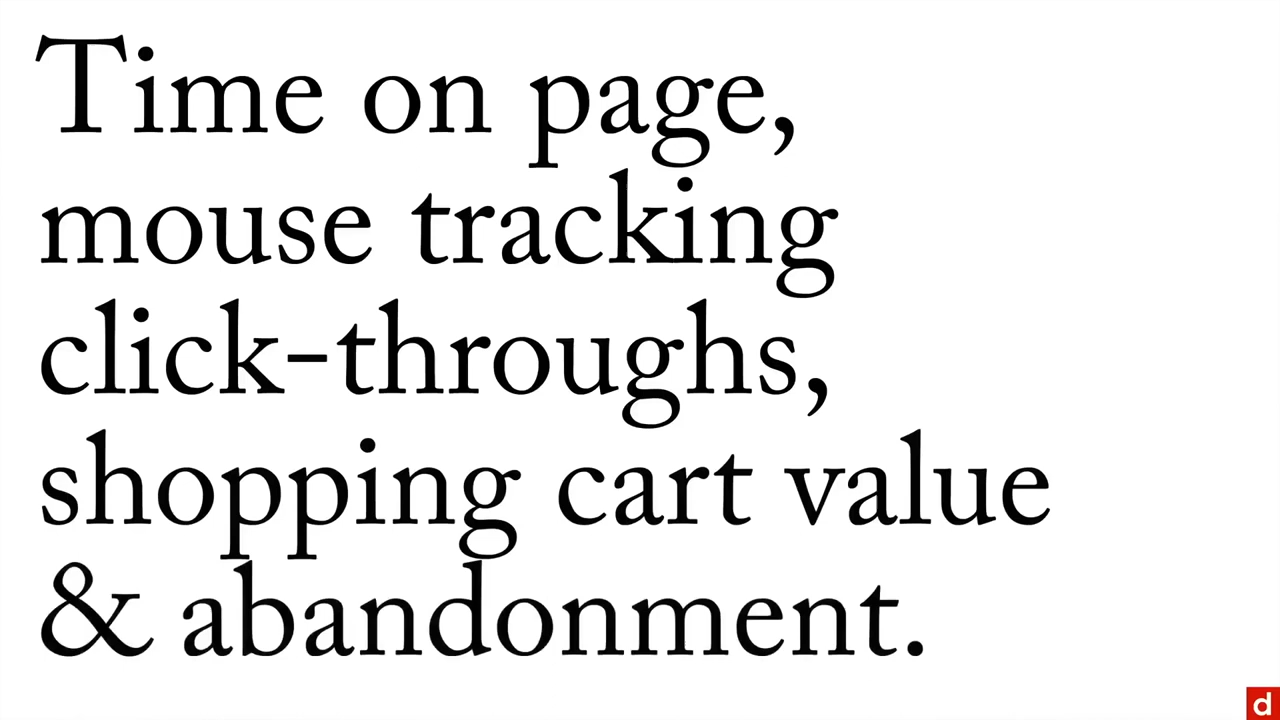 Time on page,
mouse tracking
click-throughs,
shopping cart value
& abandonment.
d